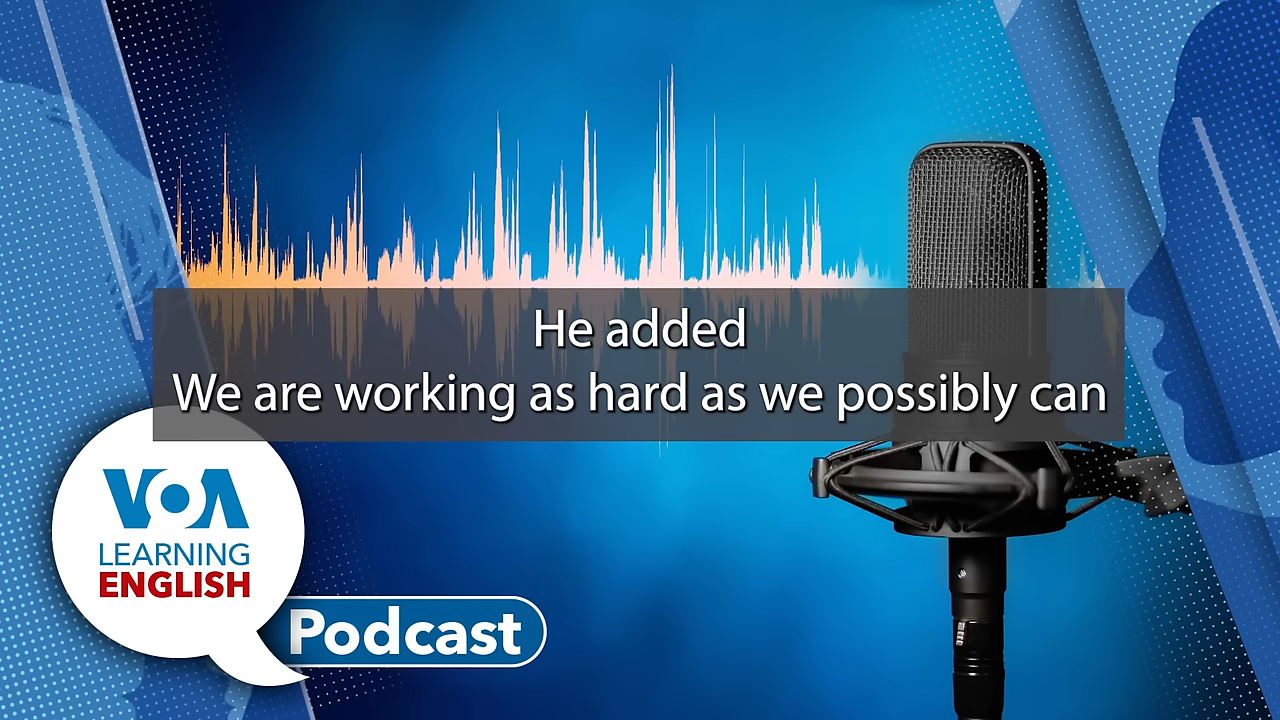 He added
We are working as hard as we possibly can
VOA
LEARNING
ENGLISH
Podcast